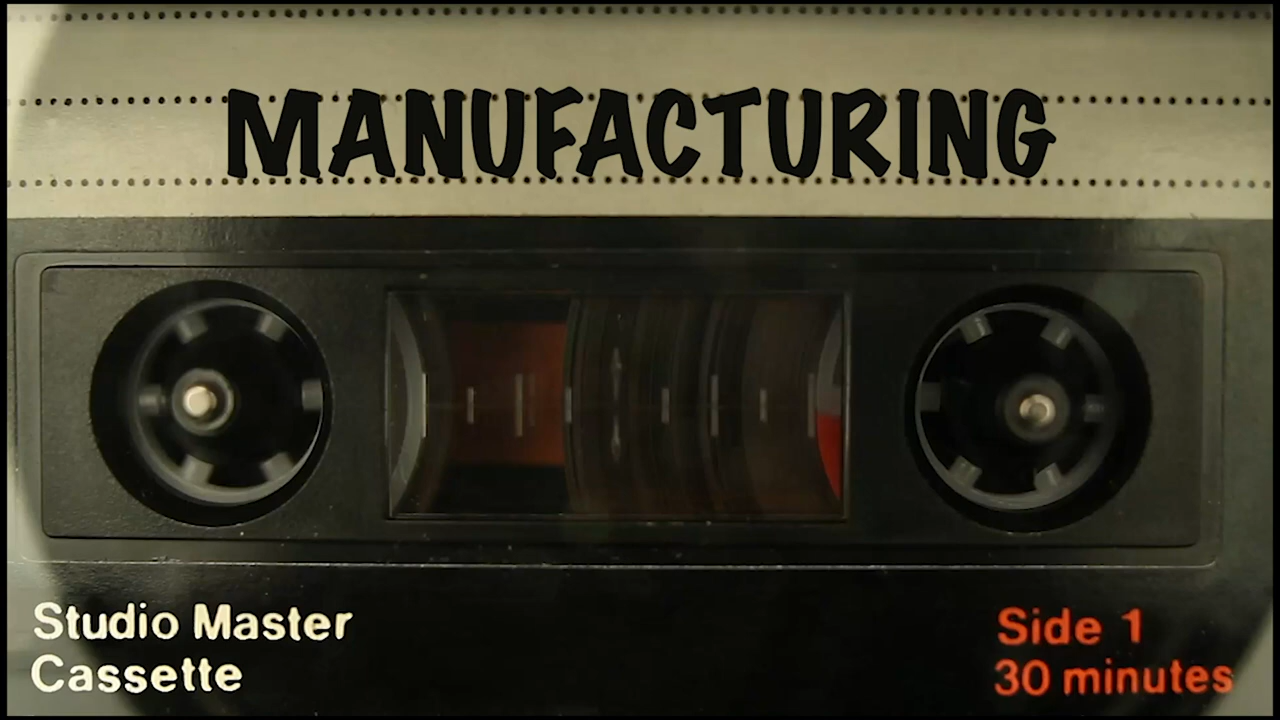 MANUFACTURING
Studio Master
Cassette
Side 1
30 minutes